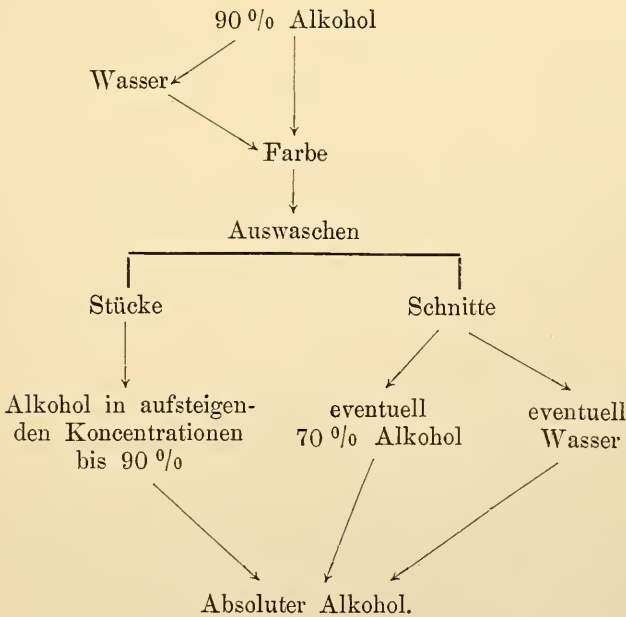 90 % Alkohol
Wasser
Farbe
Auswaschen
Stücke
Schnitte
Alkohol in aufsteigen-
den Koncentrationen
bis 90 %
eventuell
70 % Alkohol
eventuell
Wasser
Absoluter Alkohol.